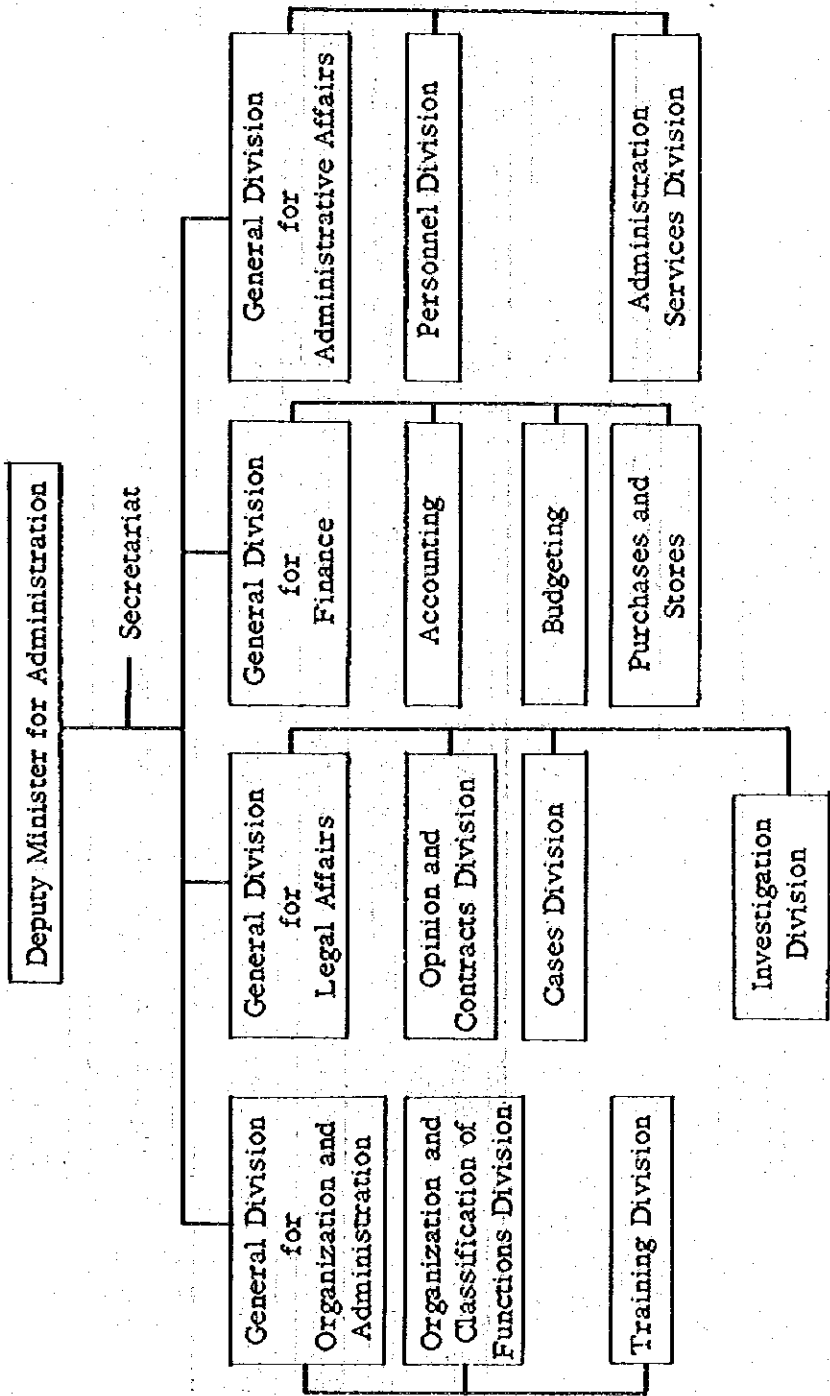 Deputy Minister for Administration
Secretariat
General Division
for
Organization and
Administration
Organization and
Classification of
Functions Division
Training Division
General Division
for
Legal Affairs
Opinion and
Contracts Division
Cases Division
Investigation
Division
General Division
for
Finance
Accounting
Budgeting
Purchases and
Stores
General Division
for
Administrative Affairs
Personnel Division
Administration
Services Division